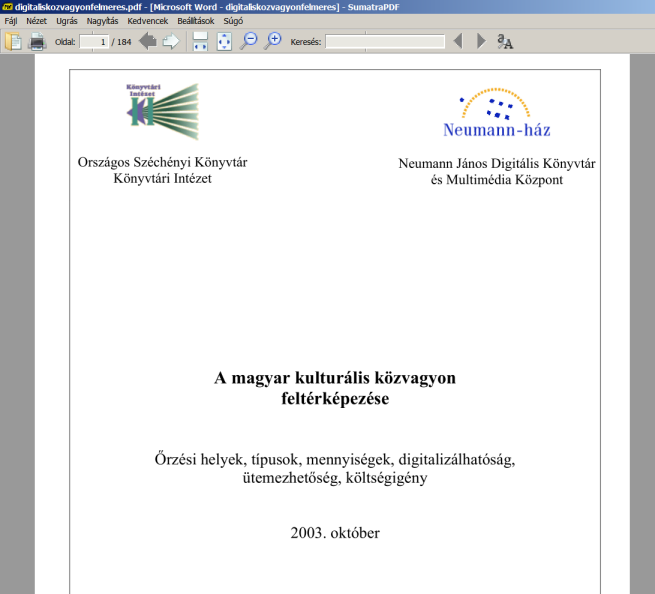 digitaliskozvagyonfelmeres.pdf - [Microsoft Word - digitaliskozvagyonfelmeres] - SumatraPDF
Fájl Nézet Ugrás Nagyítás Kedvencek Beállítások Súgó
Oldal: 1 / 184 Keresés:
Könyvtári
Intézet
KI
Országos Széchényi Könyvtár
Könyvtári Intézet
Neumann-ház
Neumann János Digitális Könyvtár
és Multimédia Központ
A magyar kulturális közvagyon
feltérképezése
Őrzési helyek, típusok, mennyiségek, digitalizálhatóság,
ütemezhetőség, költségigény
2003. október